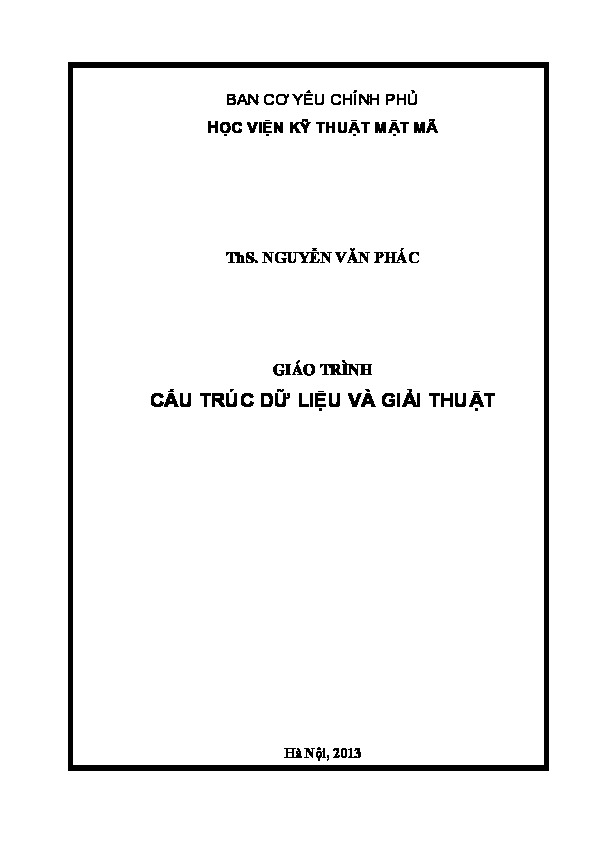 BAN CƠ YẾU CHÍNH PHỦ
HỌC VIỆN KỸ THUẬT MẬT MÃ
ThS. NGUYỄN VĂN PHÁC
GIÁO TRÌNH
CẤU TRÚC DỮ LIỆU VÀ GIẢI THUẬT
Hà Nội, 2013